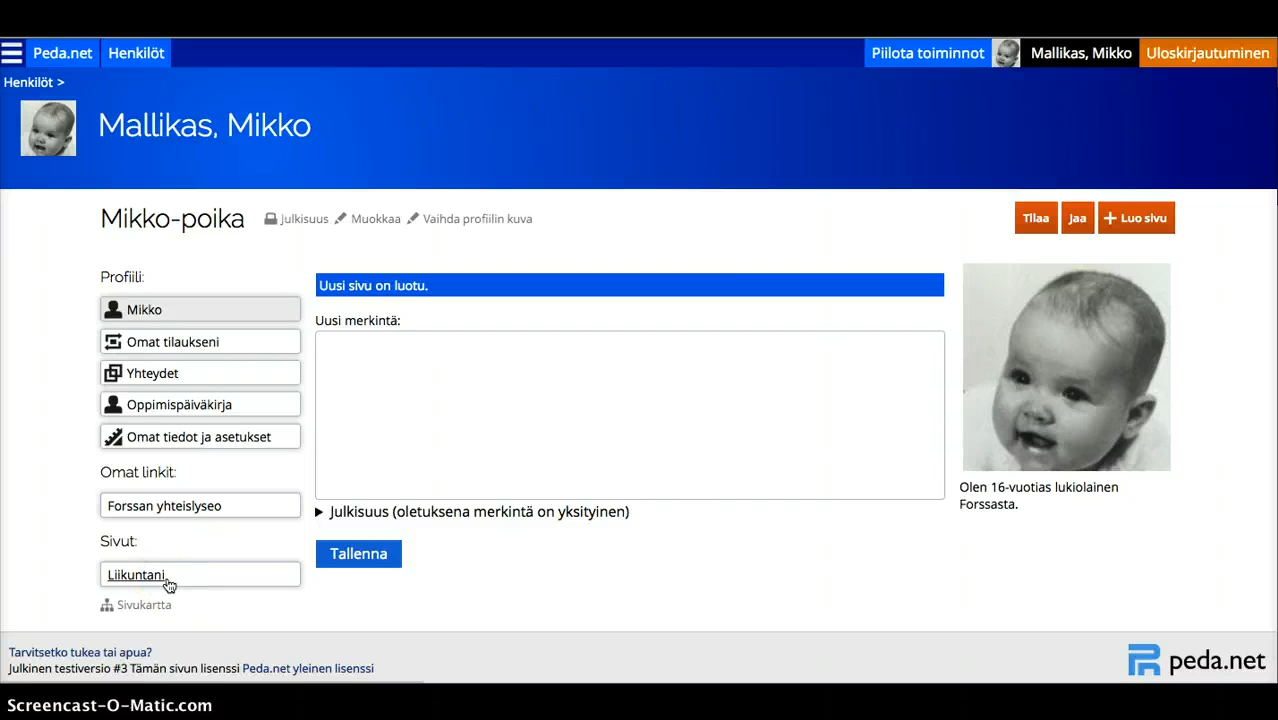 Peda.net Henkilöt Piilota toiminnot Mallikas, Mikko Uloskirjautuminen
Henkilöt >
Mallikas, Mikko
Mikko-poika Julkisuus Muokkaa Vaihda profiilin kuva Tilaa Jaa + Luo sivu
Profiili:
Mikko
Omat tilaukseni
Yhteydet
Oppimispäiväkirja
Omat tiedot ja asetukset
Omat linkit:
Forssan yhteislyseo
Sivut:
Liikuntani
Sivukartta
Uusi sivu on luotu.
Uusi merkintä:
Julkisuus (oletuksena merkintä on yksityinen)
Tallenna
Olen 16-vuotias lukiolainen
Forssasta.
Tarvitsetko tukea tai apua?
Julkinen testiversio #3 Tämän sivun lisenssi Peda.net yleinen lisenssi
peda.net
Screencast-O-Matic.com